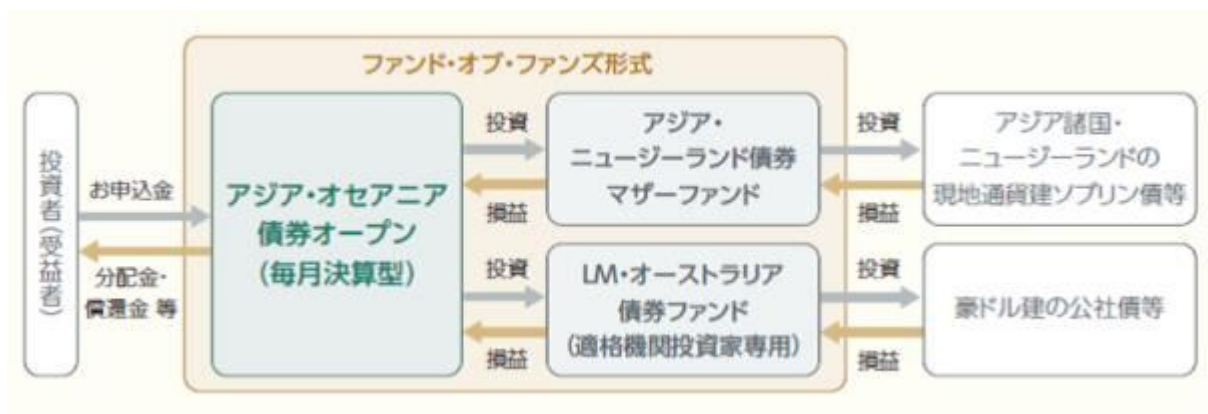 ファンド・オブ・ファンズ形式
投資者(受益者)
お申込金
分配金・
償還金 等
アジア・オセアニア
債券オープン
(毎月決算型)
投資
損益
アジア・
ニュージーランド債券
マザーファンド
投資
損益
アジア諸国・
ニュージーランドの
現地通貨建ソブリン債等
投資
損益
LM・オーストラリア
債券ファンド
(適格機関投資家専用)
投資
損益
豪ドル建の公社債等